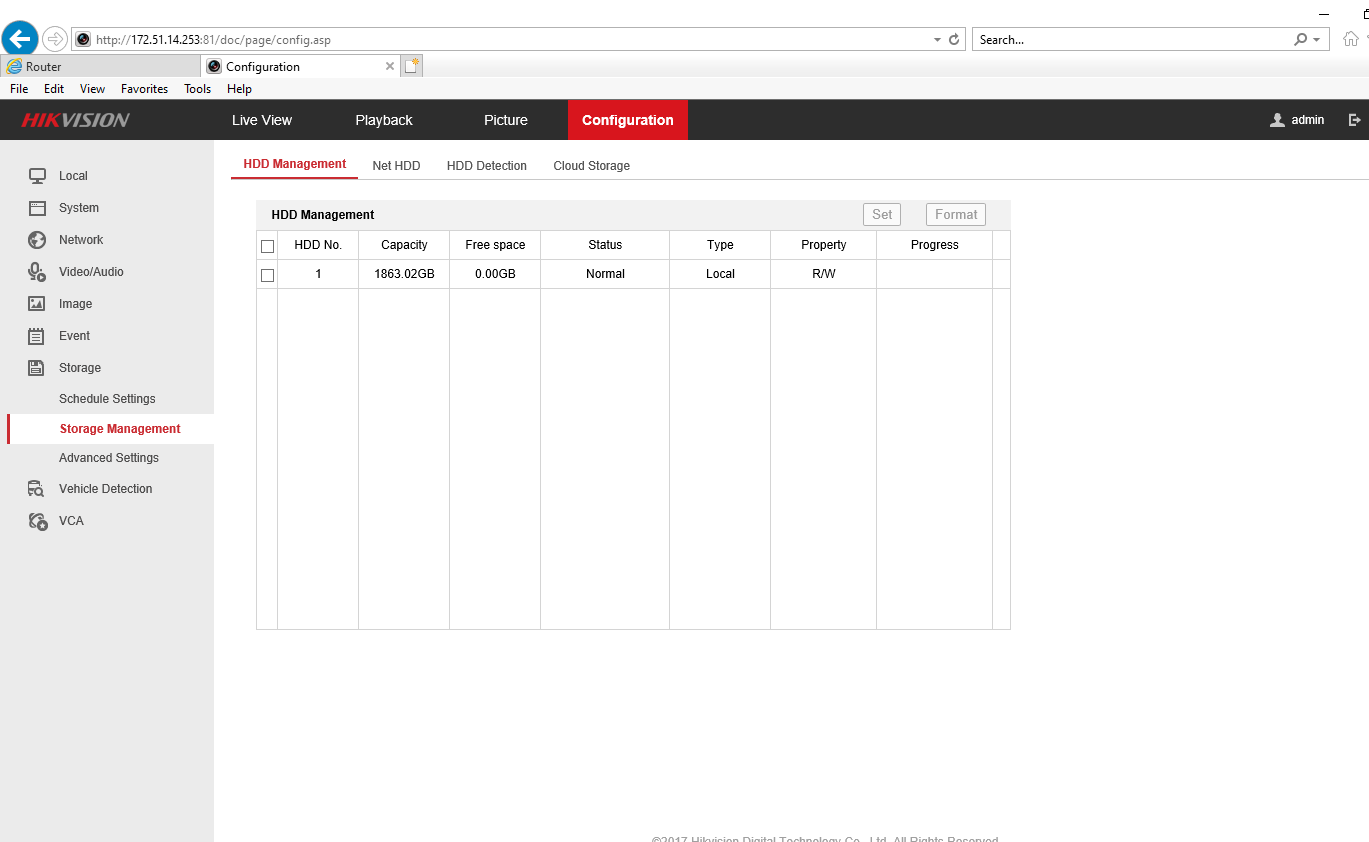 http://172.51.14.253:81/doc/page/config.asp
Search...
Router
Configuration
File Edit View Favorites Tools Help
HIKVISION Live View Playback Picture Configuration admin
HDD Management Net HDD HDD Detection Cloud Storage
Local
System
Network
Video/Audio
Image
Event
Storage
Schedule Settings
Storage Management
Advanced Settings
Vehicle Detection
VCA
HDD Management Set Format
HDD No. Capacity Free space Status Type Property Progress
1 1863.02GB 0.00GB Normal Local R/W
©2017 Hikvision Digital Technology Co., Ltd. All Rights Reserved.